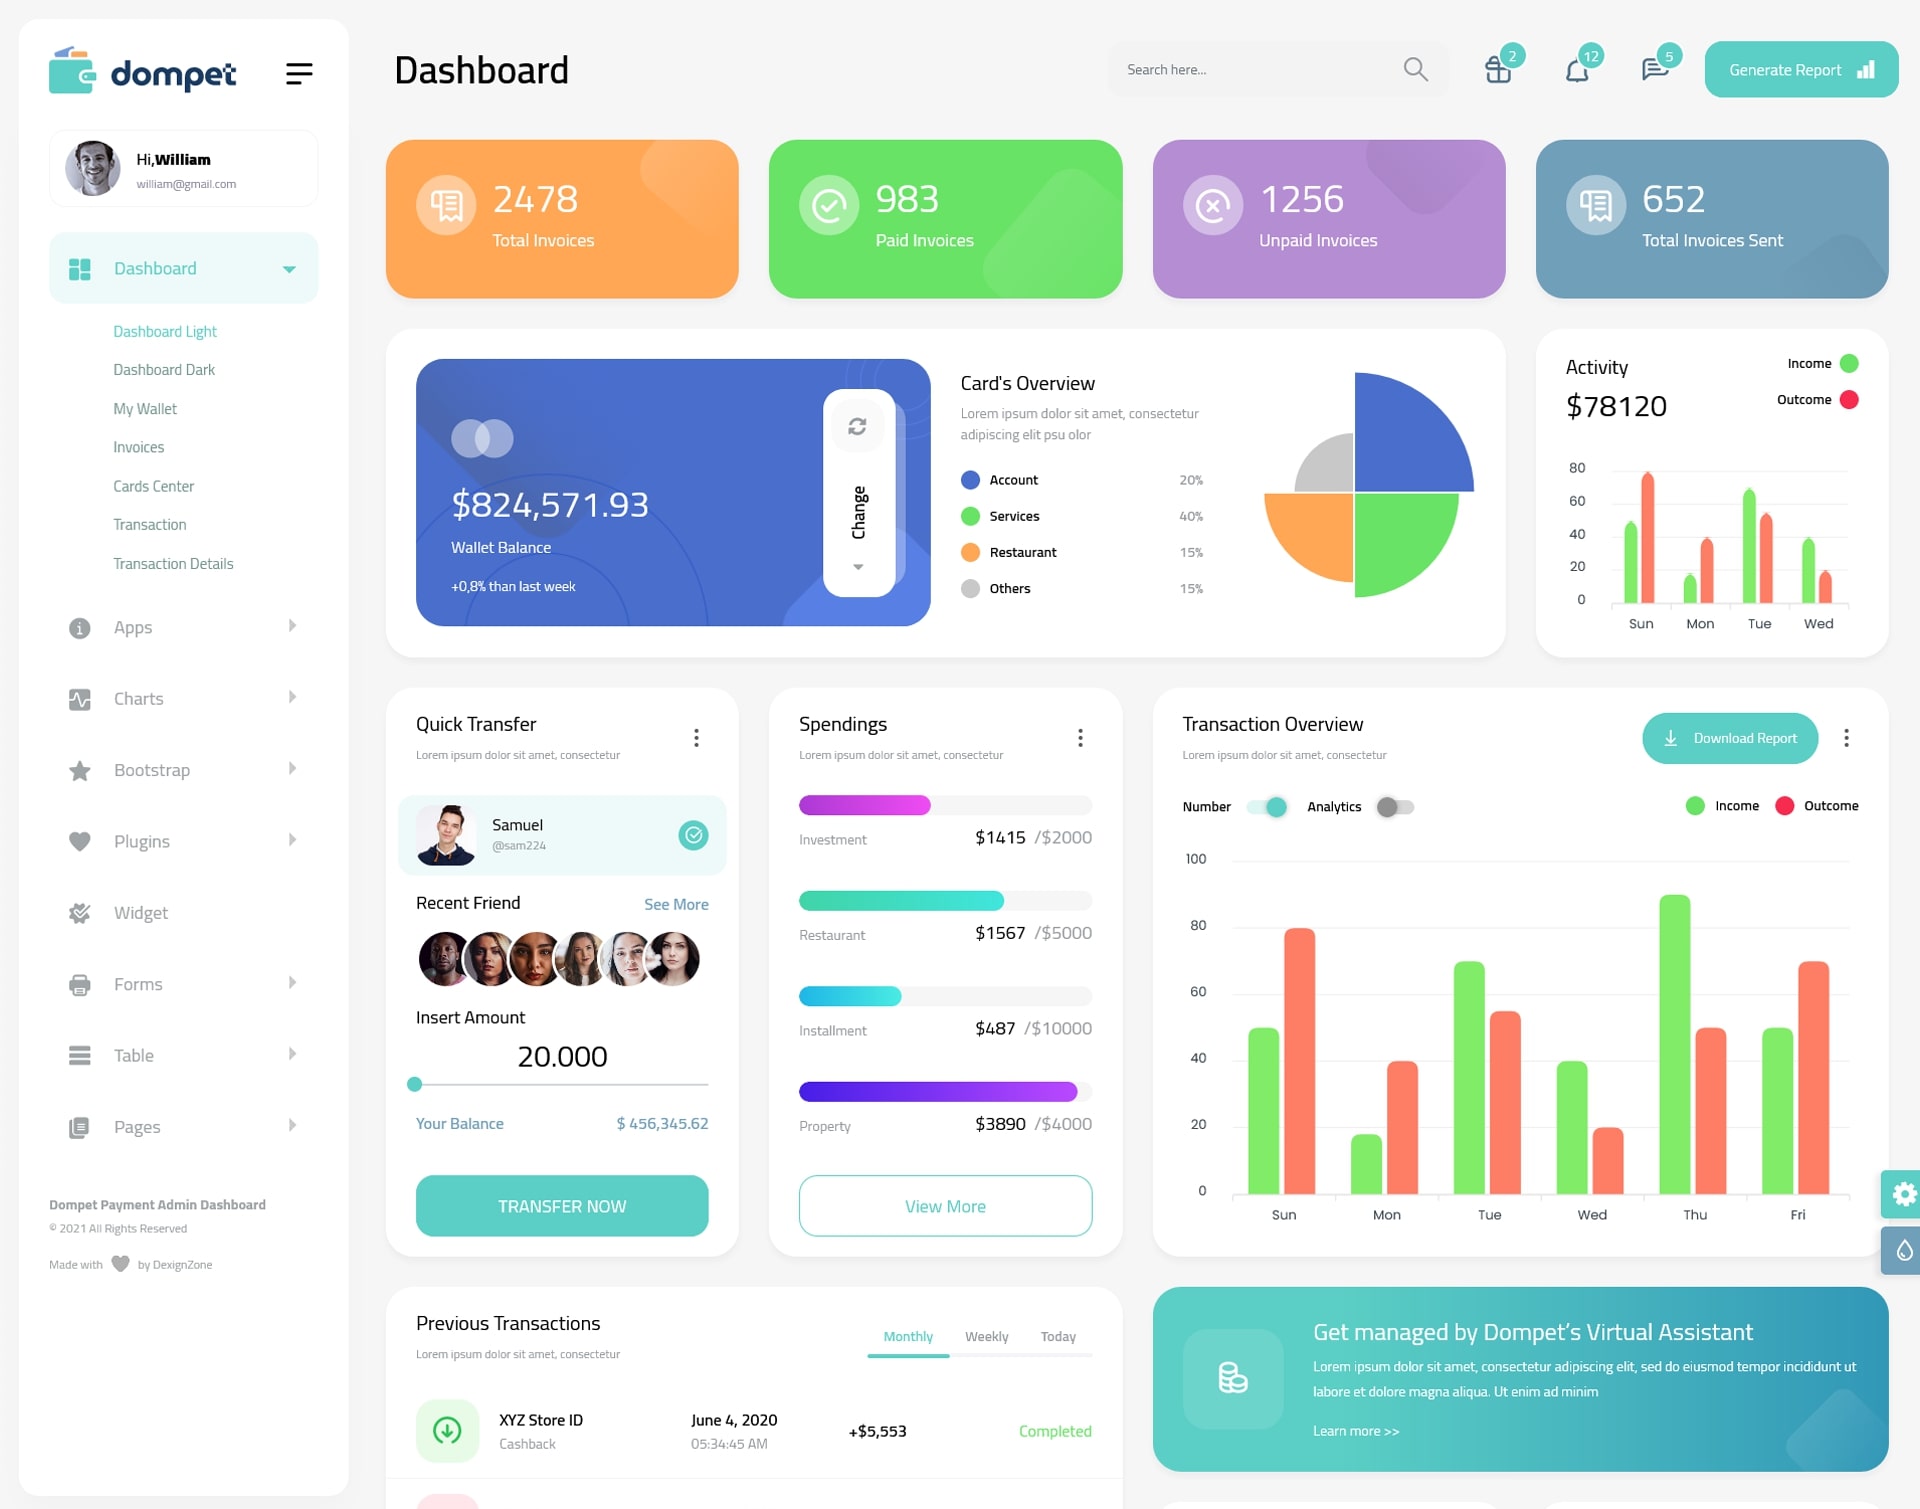 dompet
Hi,William
william@gmail.com
Dashboard
Dashboard Light
Dashboard Dark
My Wallet
Invoices
Cards Center
Transaction
Transaction Details
Apps
Charts
Bootstrap
Plugins
Widget
Forms
Table
Pages
Dompet Payment Admin Dashboard
© 2021 All Rights Reserved
Made with by DexignZone
Dashboard
Search here...
2
12
5
Generate Report
2478
Total Invoices
983
Paid Invoices
1256
Unpaid Invoices
652
Total Invoices Sent
$824,571.93
Wallet Balance
+0,8% than last week
Change
Card's Overview
Lorem ipsum dolor sit amet, consectetur
adipiscing elit psu olor
Account 20%
Services 40%
Restaurant 15%
Others 15%
Activity
$78120
Income
Outcome
80
60
40
20
0
Sun Mon Tue Wed
Quick Transfer
Lorem ipsum dolor sit amet, consectetur
Samuel
@sam224
Recent Friend See More
Insert Amount
20.000
Your Balance $ 456,345.62
TRANSFER NOW
Spendings
Lorem ipsum dolor sit amet, consectetur
Investment $1415 /$2000
Restaurant $1567 /$5000
Installment $487 /$10000
Property $3890 /$4000
View More
Transaction Overview
Lorem ipsum dolor sit amet, consectetur
Download Report
Number Analytics Income Outcome
100
80
60
40
20
0
Sun Mon Tue Wed Thu Fri
Previous Transactions
Lorem ipsum dolor sit amet, consectetur
Monthly Weekly Today
XYZ Store ID
Cashback
June 4, 2020
05:34:45 AM
+$5,553
Completed
Get managed by Dompet’s Virtual Assistant
Lorem ipsum dolor sit amet, consectetur adipiscing elit, sed do eiusmod tempor incididunt ut
labore et dolore magna aliqua. Ut enim ad minim
Learn more >>